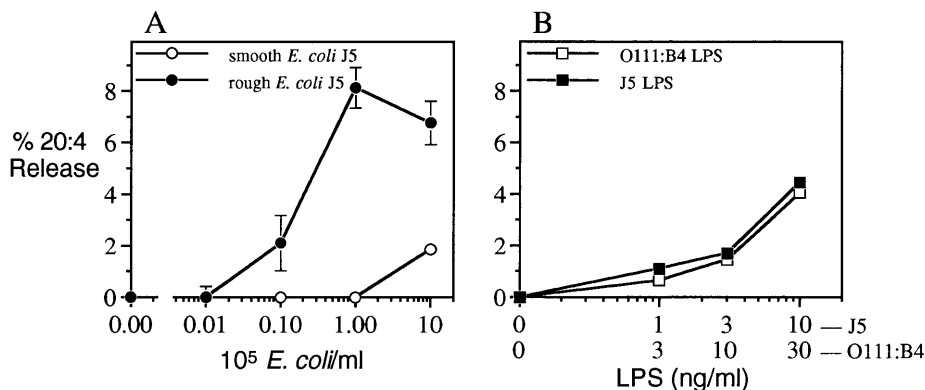 A
smooth E. coli J5
rough E. coli J5
% 20:4
Release
8
6
4
2
0
0.00 0.01 0.10 1.00 10
10⁵ E. coli/ml
B
O111:B4 LPS
J5 LPS
8
6
4
2
0
0 1 3 10 — J5
0 3 10 30 — O111:B4
LPS (ng/ml)